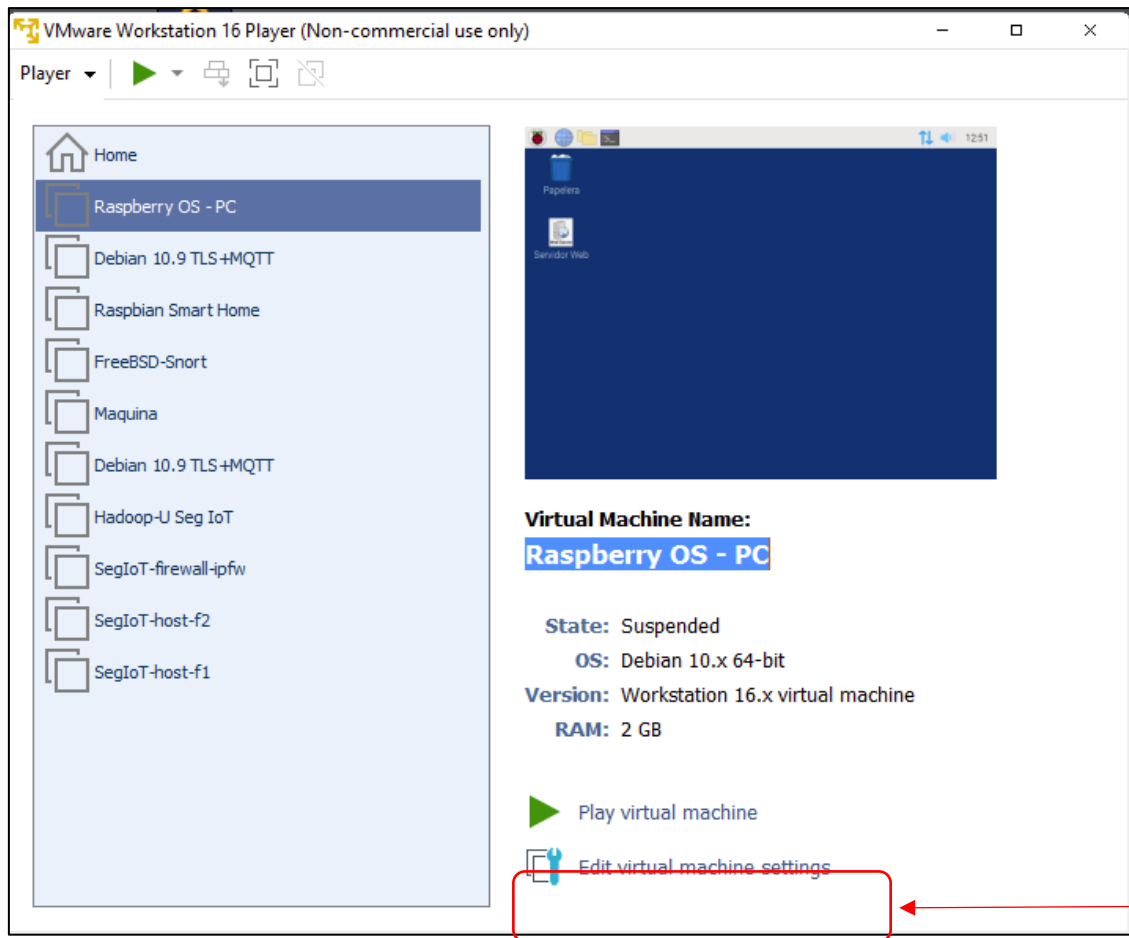 VMware Workstation 16 Player (Non-commercial use only)
Player
Home
Raspberry OS - PC
Debian 10.9 TLS+MQTT
Raspbian Smart Home
FreeBSD-Snort
Maquina
Debian 10.9 TLS+MQTT
Hadoop-U Seg IoT
SegIoT-firewall-ipfw
SegIoT-host-f2
SegIoT-host-f1
12:51
Papelera
Servidor Web
Virtual Machine Name:
Raspberry OS - PC
State: Suspended
OS: Debian 10.x 64-bit
Version: Workstation 16.x virtual machine
RAM: 2 GB
Play virtual machine
Edit virtual machine settings